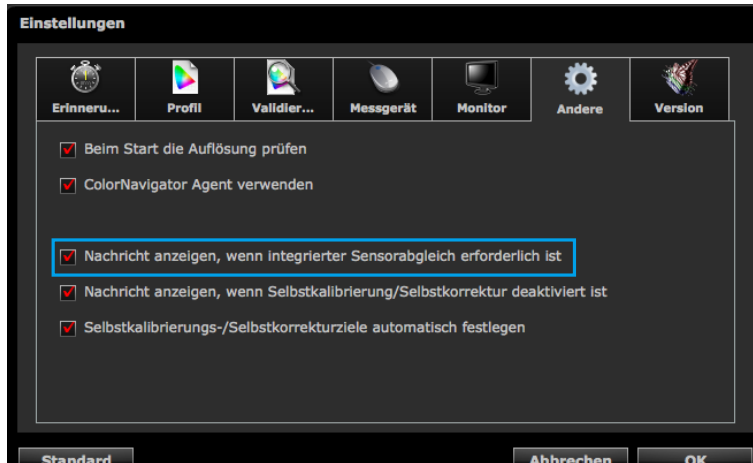 Einstellungen
Erinneru... Profil Validier... Messgerät Monitor Andere Version
Beim Start die Auflösung prüfen
ColorNavigator Agent verwenden
Nachricht anzeigen, wenn integrierter Sensorabgleich erforderlich ist
Nachricht anzeigen, wenn Selbstkalibrierung/Selbstkorrektur deaktiviert ist
Selbstkalibrierungs-/Selbstkorrekturziele automatisch festlegen
Standard Abbrechen OK